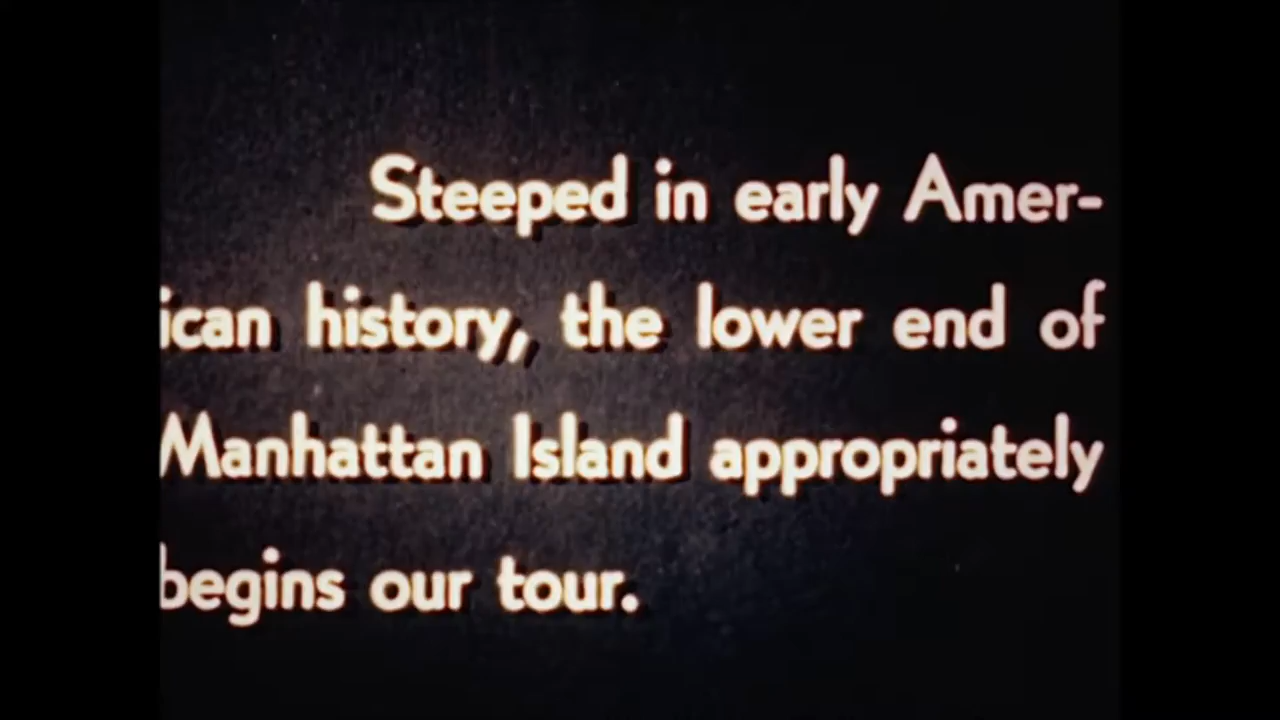 Steeped in early Amer-
ican history, the lower end of
Manhattan Island appropriately
begins our tour.